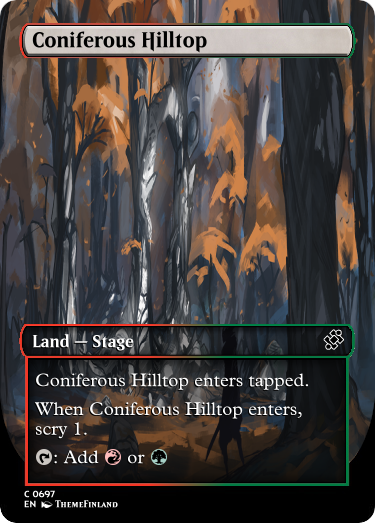 Coniferous Hilltop
Land — Stage
Coniferous Hilltop enters tapped.
When Coniferous Hilltop enters,
scry 1.
: Add or
C 0697
EN ThemeFinland